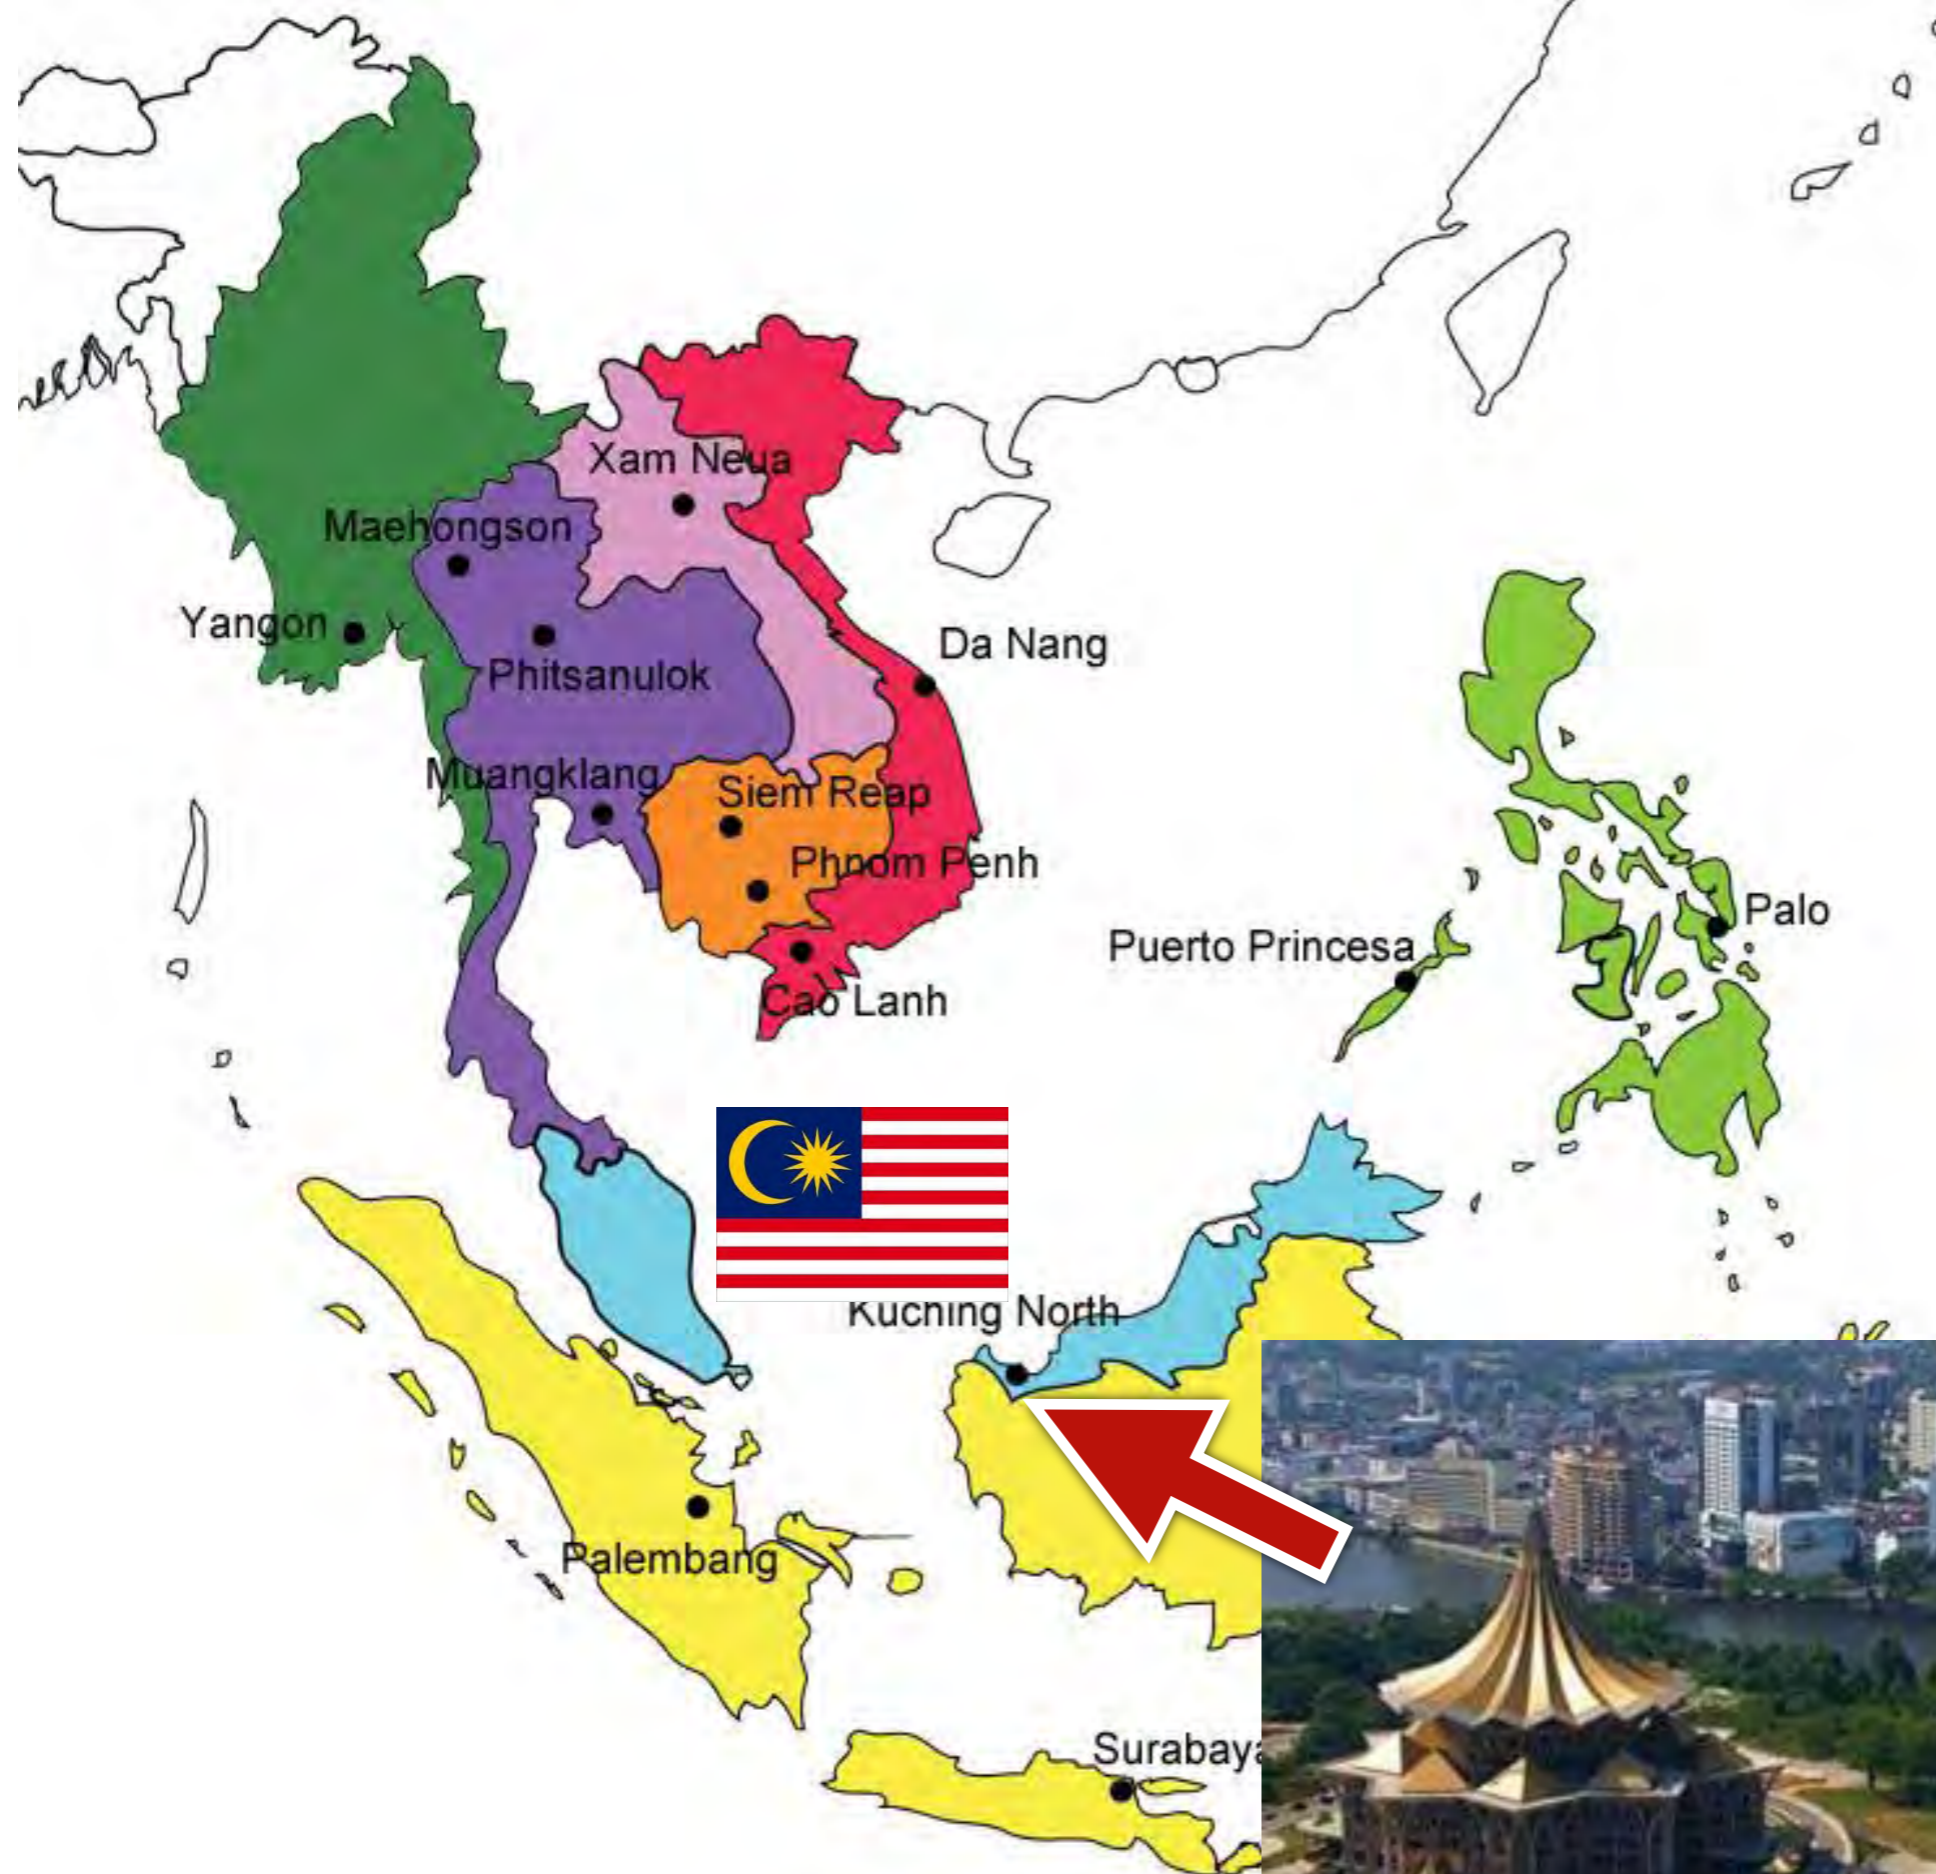 Xam Neua
Maehongson
Yangon
Da Nang
Phitsanulok
Muangklang
Siem Reap
Phnom Penh
Palo
Puerto Princesa
Cao Lanh
Kuching North
Palembang
Surabaya